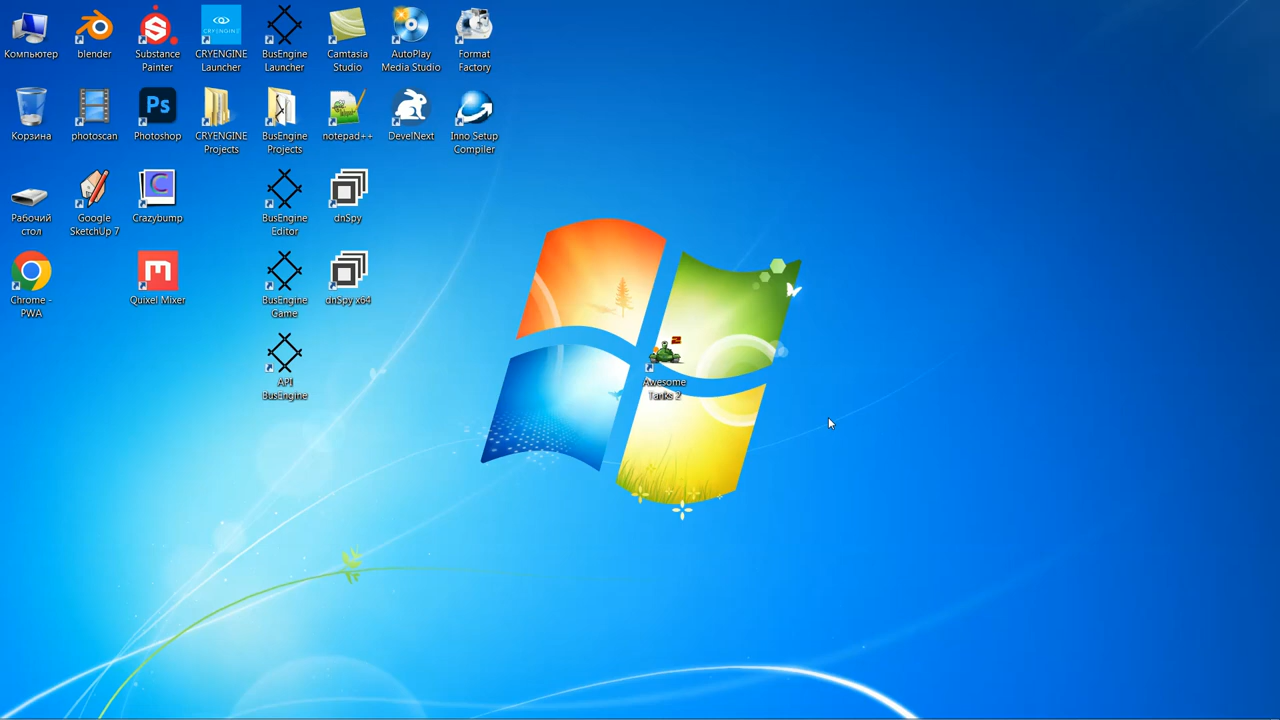 Компьютер
blender
Substance
Painter
CRYENGINE
Launcher
BusEngine
Launcher
Camtasia
Studio
AutoPlay
Media Studio
Format
Factory
CRYENGINE
Корзина
photoscan
Ps
Photoshop
CRYENGINE
Projects
BusEngine
Projects
notepad++
DevelNext
Inno Setup
Compiler
Рабочий
стол
Google
SketchUp 7
C
Crazybump
BusEngine
Editor
dnSpy
Chrome -
PWA
Quixel Mixer
BusEngine
Game
dnSpy x64
API
BusEngine
Awesome
Tanks 2